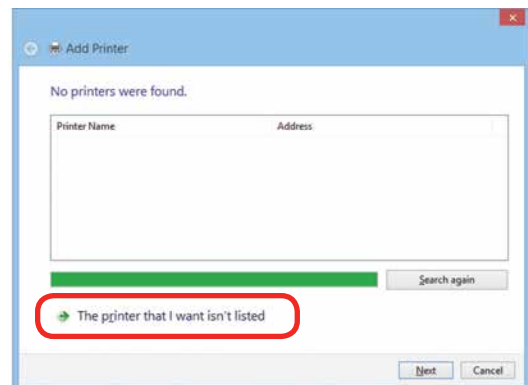 Add Printer
No printers were found.
Printer Name Address
Search again
The printer that I want isn't listed
Next Cancel